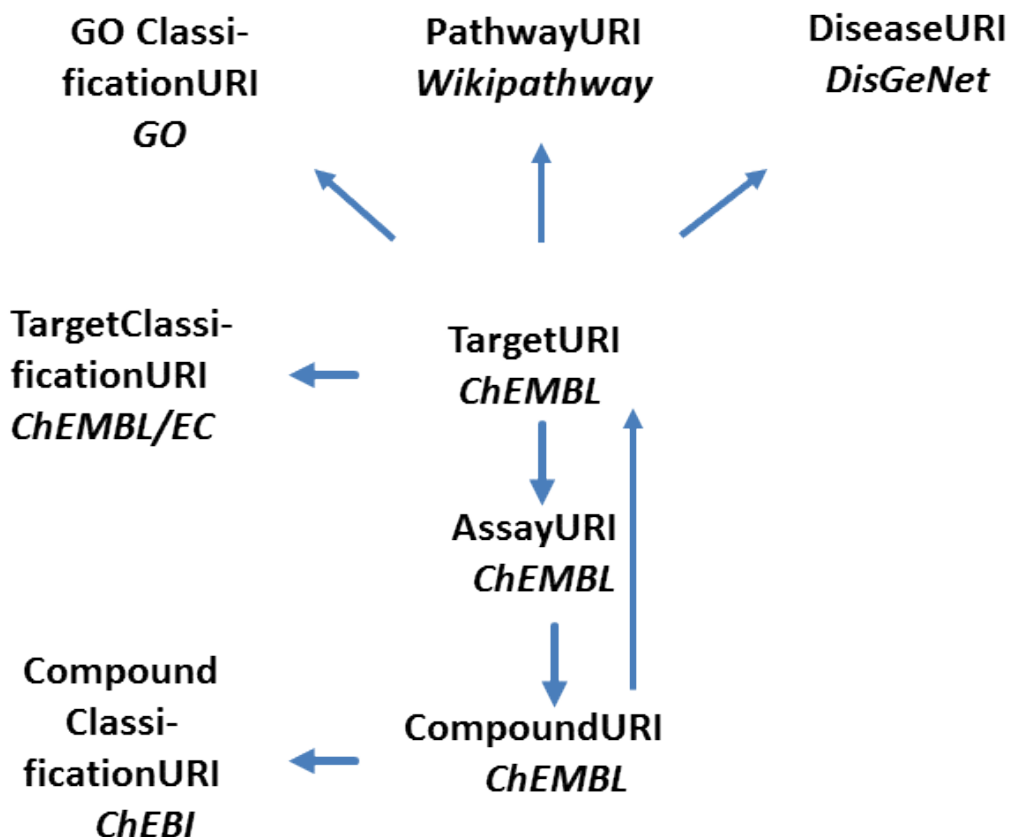 GO Classi-
ficationURI
GO
PathwayURI
Wikipathway
DiseaseURI
DisGeNet
TargetClassi-
ficationURI
ChEMBL/EC
TargetURI
ChEMBL
AssayURI
ChEMBL
Compound
Classi-
ficationURI
ChEBI
CompoundURI
ChEMBL